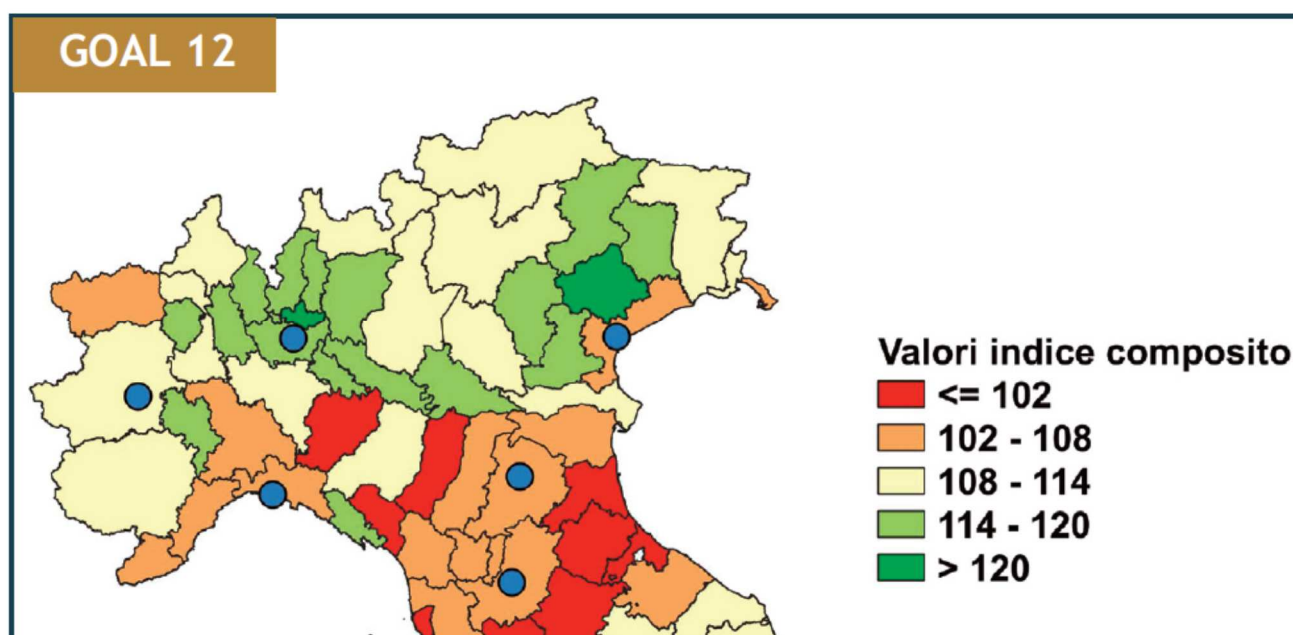 GOAL 12
Valori indice composito
<= 102
102 - 108
108 - 114
114 - 120
> 120